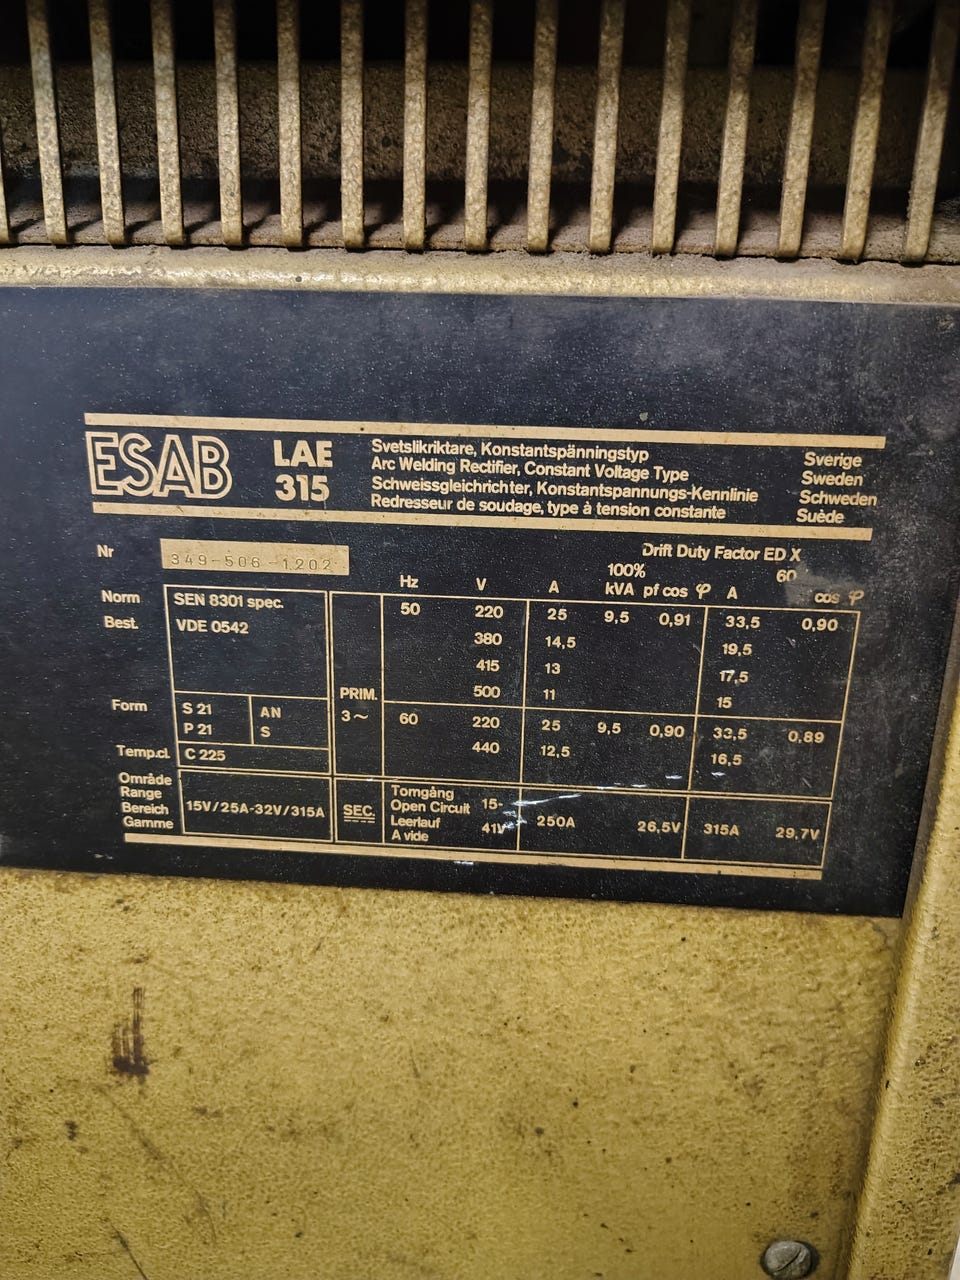 ESAB
LAE
315
Svetslikriktare, Konstantspänningstyp
Arc Welding Rectifier, Constant Voltage Type
Schweissgleichrichter, Konstantspannungs-Kennlinie
Redresseur de soudage, type à tension constante
Sverige
Sweden
Schweden
Suède
Nr 349-506-1202
Drift Duty Factor ED X
100% 60
Hz V A kVA pf cos φ A cos φ
Norm SEN 8301 spec.
Best. VDE 0542
PRIM.
3~
50 220 25 9,5 0,91 33,5 0,90
380 14,5 19,5
415 13 17,5
500 11 15
60 220 25 9,5 0,90 33,5 0,89
440 12,5 16,5
Form S 21 AN
P 21 S
Temp.cl. C 225
Område
Range
Bereich
Gamme
15V/25A-32V/315A
SEC.
Tomgång
Open Circuit
Leerlauf
A vide
15-
41V
250A 26,5V 315A 29,7V